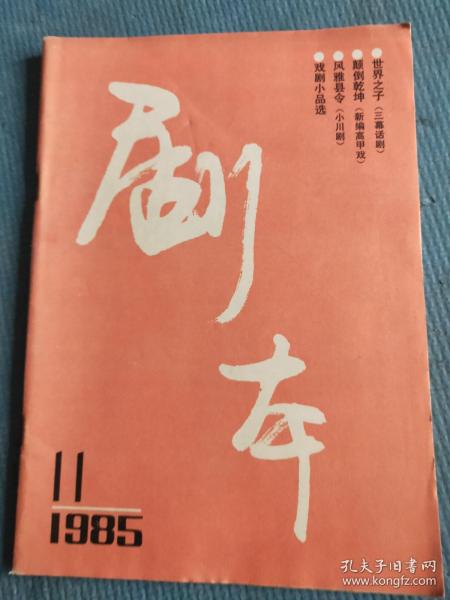 世界之子（三幕话剧）
颠倒乾坤（新编高甲戏）
风雅县令（小川剧）
戏剧小品选
剧本
11
1985
孔夫子旧书网
www.kongfz.com